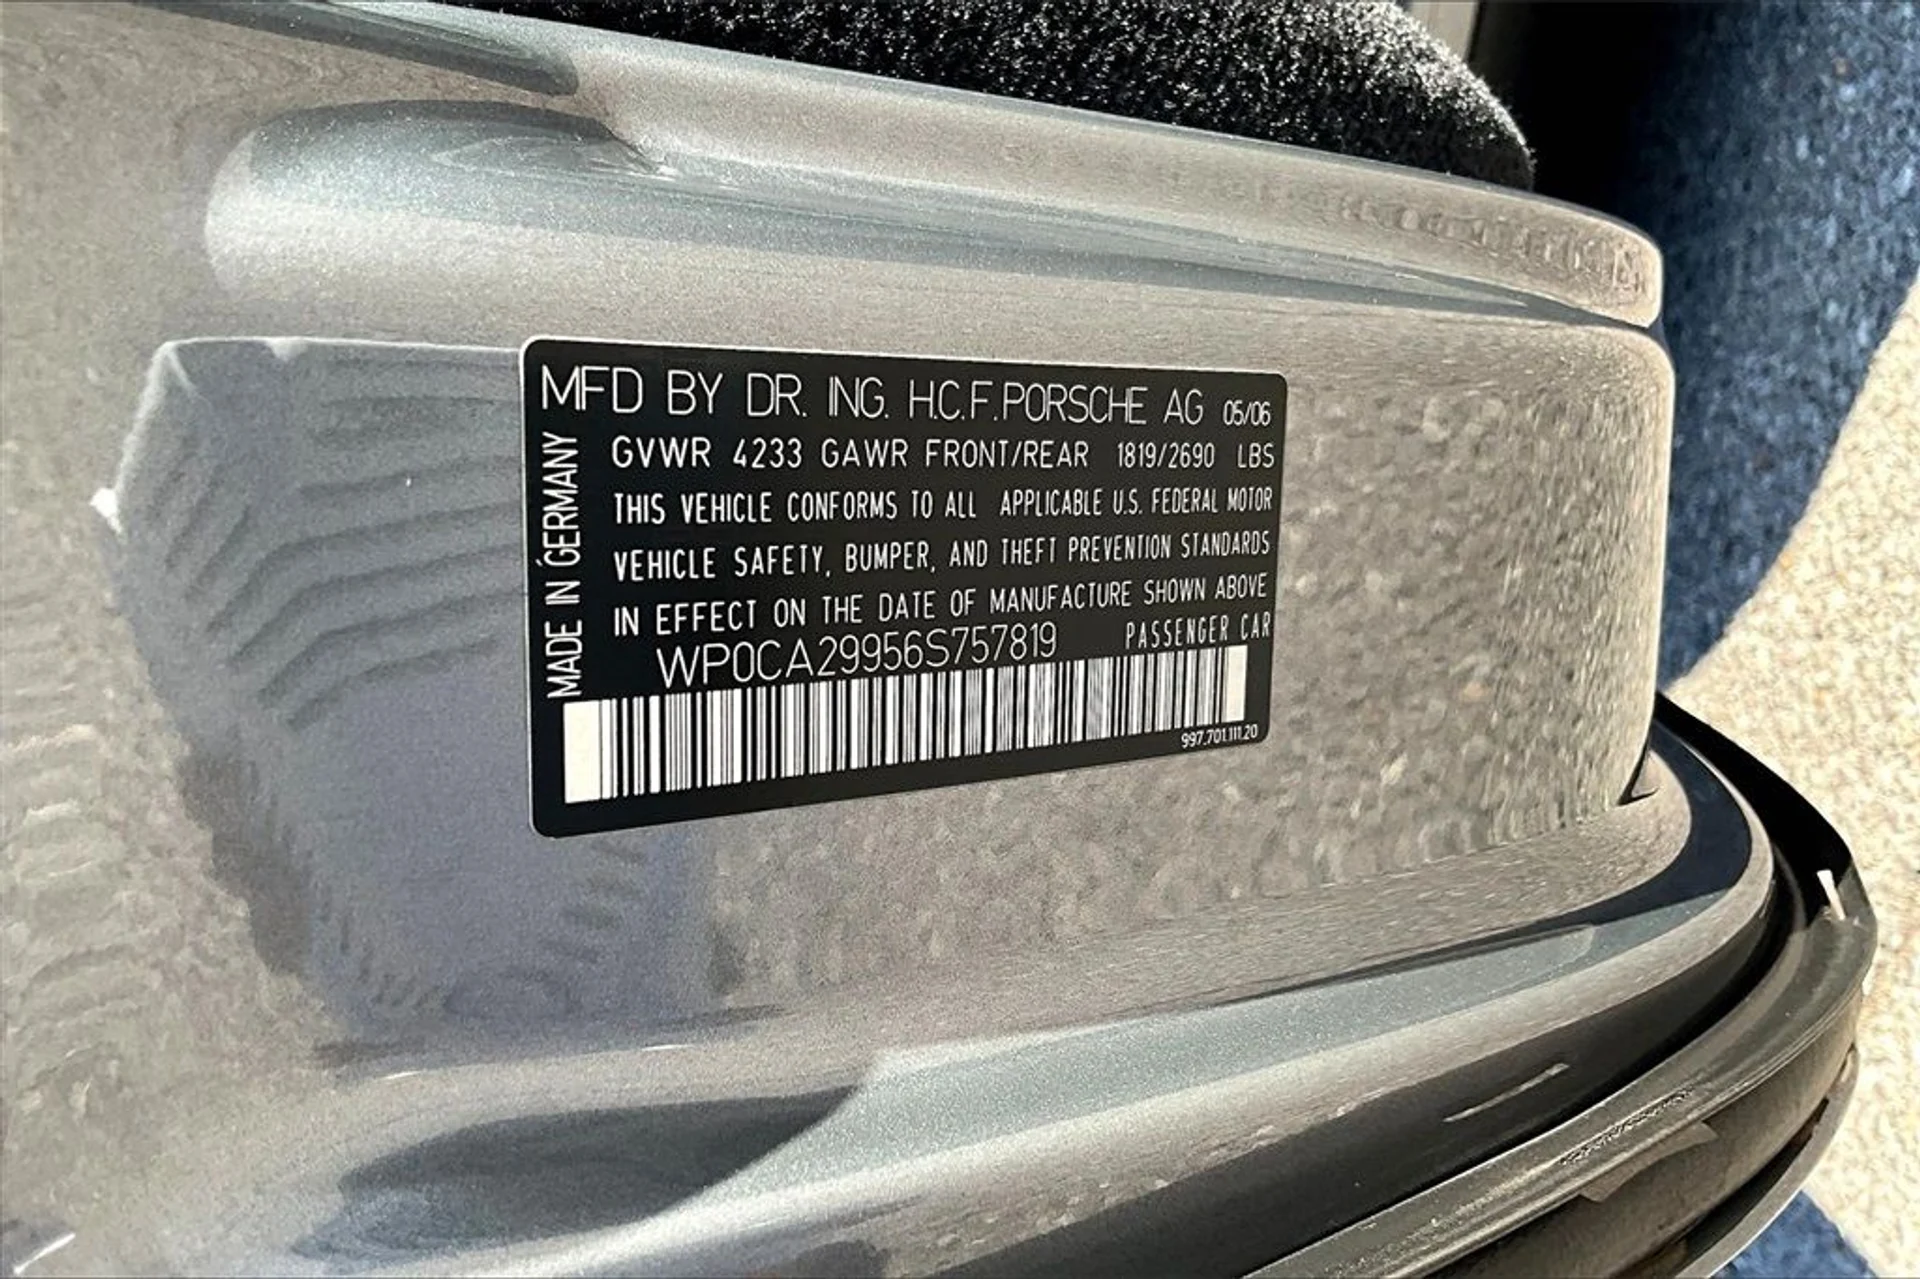 MFD BY DR. ING. H.C.F.PORSCHE AG 05/06
GVWR 4233 GAWR FRONT/REAR 1819/2690 LBS
THIS VEHICLE CONFORMS TO ALL APPLICABLE U.S. FEDERAL MOTOR
VEHICLE SAFETY, BUMPER, AND THEFT PREVENTION STANDARDS
IN EFFECT ON THE DATE OF MANUFACTURE SHOWN ABOVE
WP0CA29956S757819 PASSENGER CAR
997.701.111.20
MADE IN GERMANY